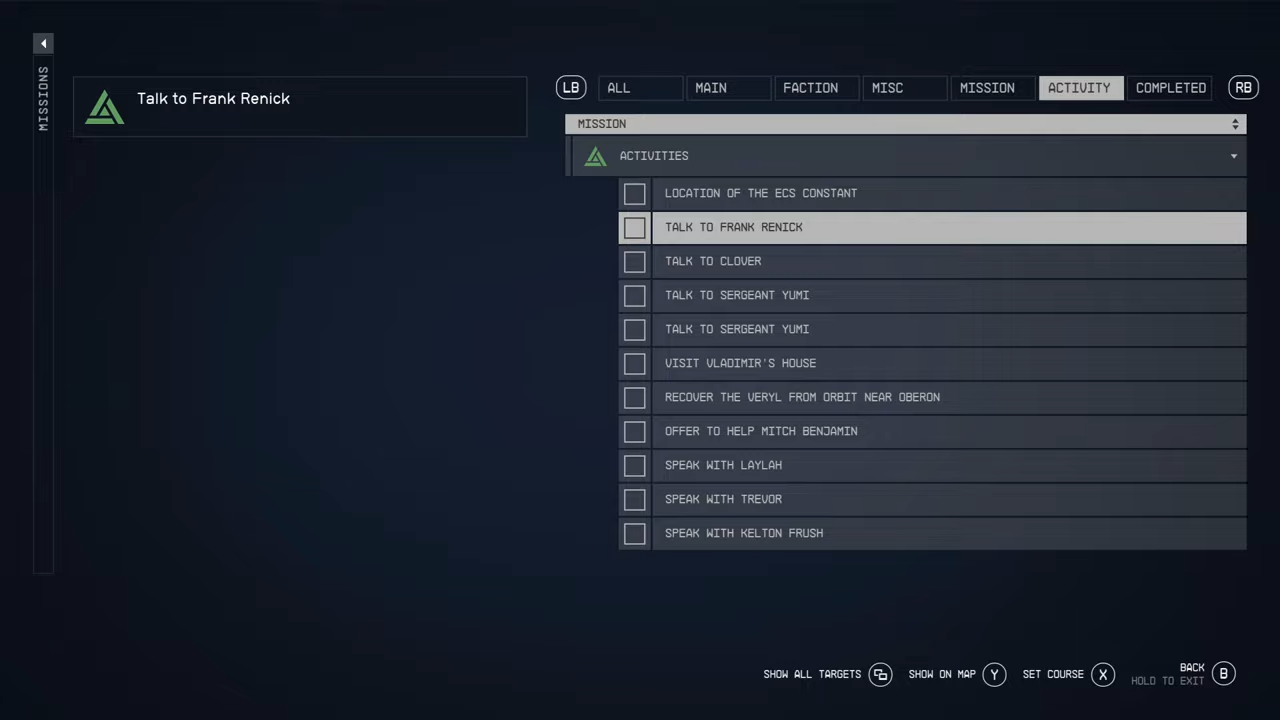 MISSIONS
Talk to Frank Renick
LB ALL MAIN FACTION MISC MISSION ACTIVITY COMPLETED RB
MISSION
ACTIVITIES
LOCATION OF THE ECS CONSTANT
TALK TO FRANK RENICK
TALK TO CLOVER
TALK TO SERGEANT YUMI
TALK TO SERGEANT YUMI
VISIT VLADIMIR'S HOUSE
RECOVER THE VERYL FROM ORBIT NEAR OBERON
OFFER TO HELP MITCH BENJAMIN
SPEAK WITH LAYLAH
SPEAK WITH TREVOR
SPEAK WITH KELTON FRUSH
SHOW ALL TARGETS SHOW ON MAP Y SET COURSE X BACK B
HOLD TO EXIT